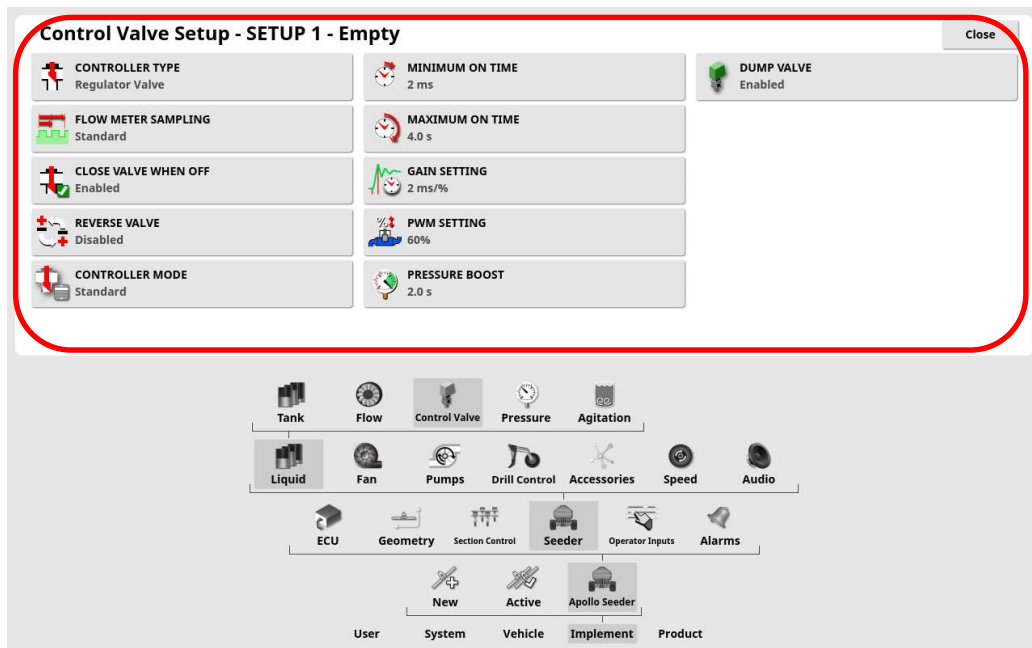 Control Valve Setup - SETUP 1 - Empty
Close
CONTROLLER TYPE
Regulator Valve
FLOW METER SAMPLING
Standard
CLOSE VALVE WHEN OFF
Enabled
REVERSE VALVE
Disabled
CONTROLLER MODE
Standard
MINIMUM ON TIME
2 ms
MAXIMUM ON TIME
4.0 s
GAIN SETTING
2 ms/%
PWM SETTING
60%
PRESSURE BOOST
2.0 s
DUMP VALVE
Enabled
Tank Flow Control Valve Pressure Agitation
Liquid Fan Pumps Drill Control Accessories Speed Audio
ECU Geometry Section Control Seeder Operator Inputs Alarms
New Active Apollo Seeder
User System Vehicle Implement Product